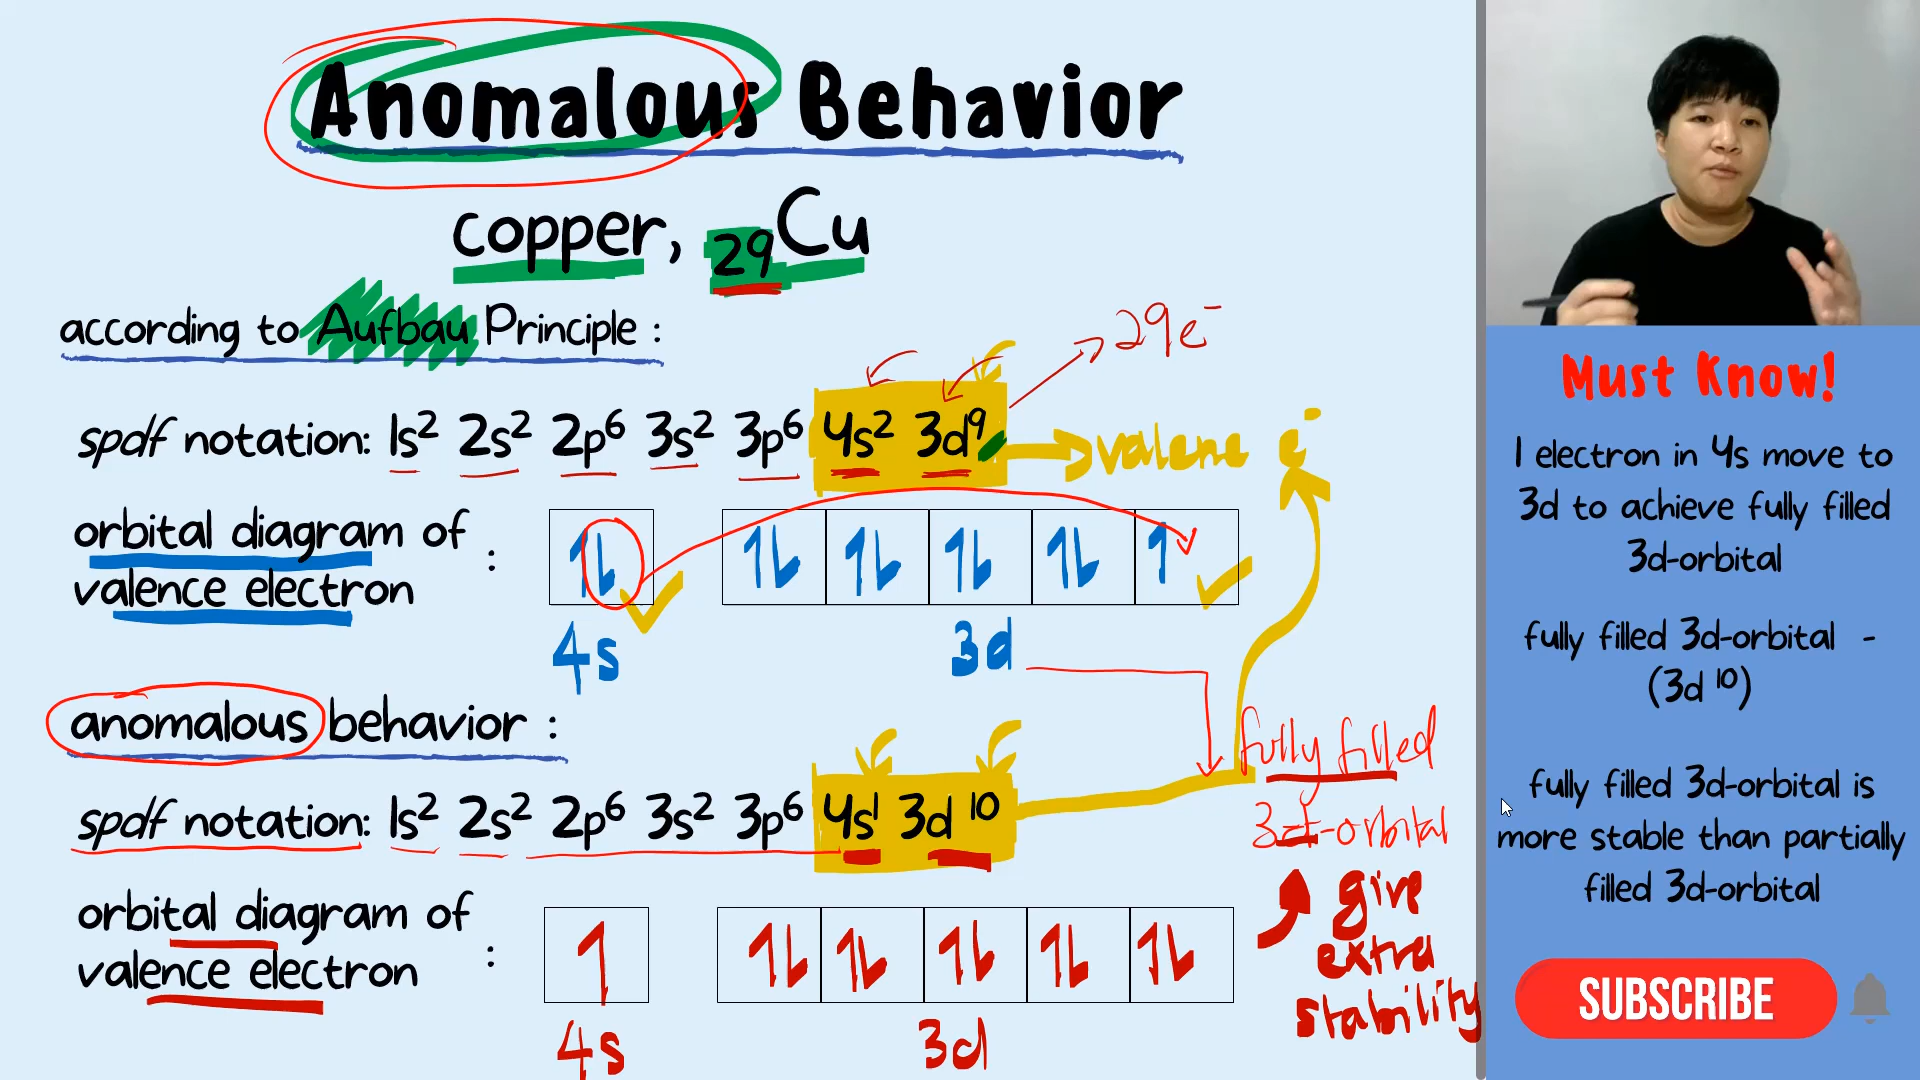 Anomalous Behavior
copper, ₂₉Cu
according to Aufbau Principle :
29e⁻
spdf notation: 1s² 2s² 2p⁶ 3s² 3p⁶ 4s² 3d⁹
valene e⁻
orbital diagram of
valence electron :
4s
3d
anomalous behavior :
fully filled
3d-orbital
spdf notation: 1s² 2s² 2p⁶ 3s² 3p⁶ 4s¹ 3d¹⁰
give
extra
stability
orbital diagram of
valence electron :
4s
3d
Must Know!
1 electron in 4s move to
3d to achieve fully filled
3d-orbital
fully filled 3d-orbital -
(3d¹⁰)
fully filled 3d-orbital is
more stable than partially
filled 3d-orbital
SUBSCRIBE